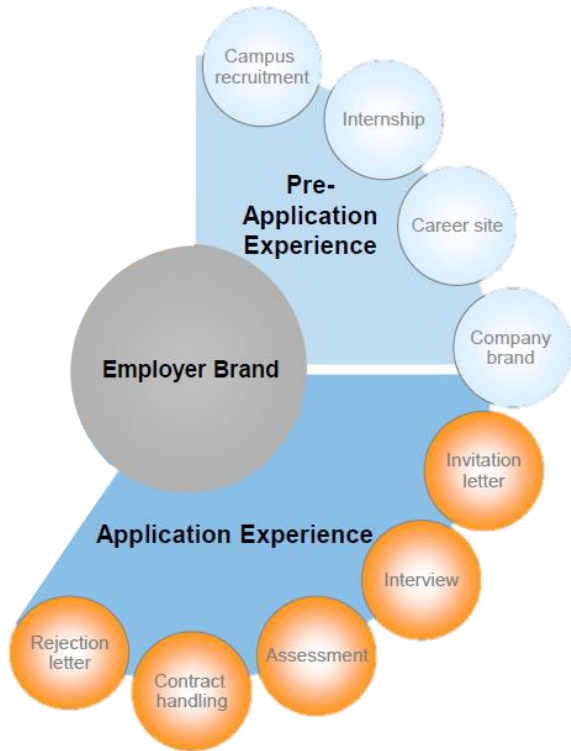 Campus
recruitment
Internship
Pre-
Application
Experience
Career site
Company
brand
Employer Brand
Invitation
letter
Application Experience
Interview
Assessment
Rejection
letter
Contract
handling